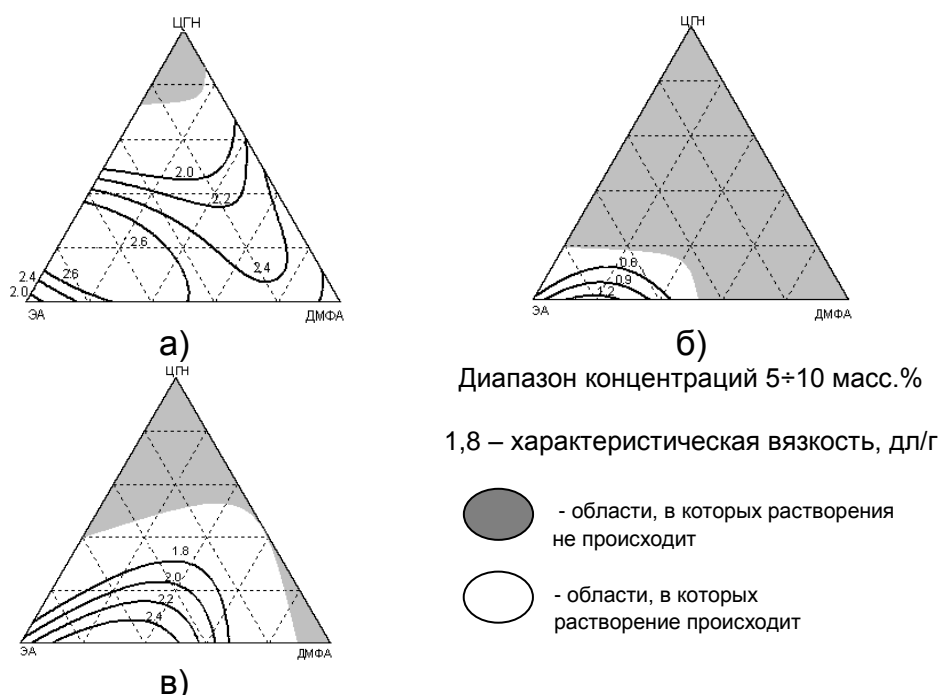 ЦГН
2.0
2.2
2.6
2.4
2.4
2.6
2.0
ЭА
ДМФА
а)
ЦГН
0.6
0.9
1.2
ЭА
ДМФА
б)
Диапазон концентраций 5÷10 масс.%
1,8 – характеристическая вязкость, дл/г
- области, в которых растворения
не происходит
- области, в которых
растворение происходит
ЦГН
1.8
2.0
2.2
2.4
ЭА
ДМФА
в)